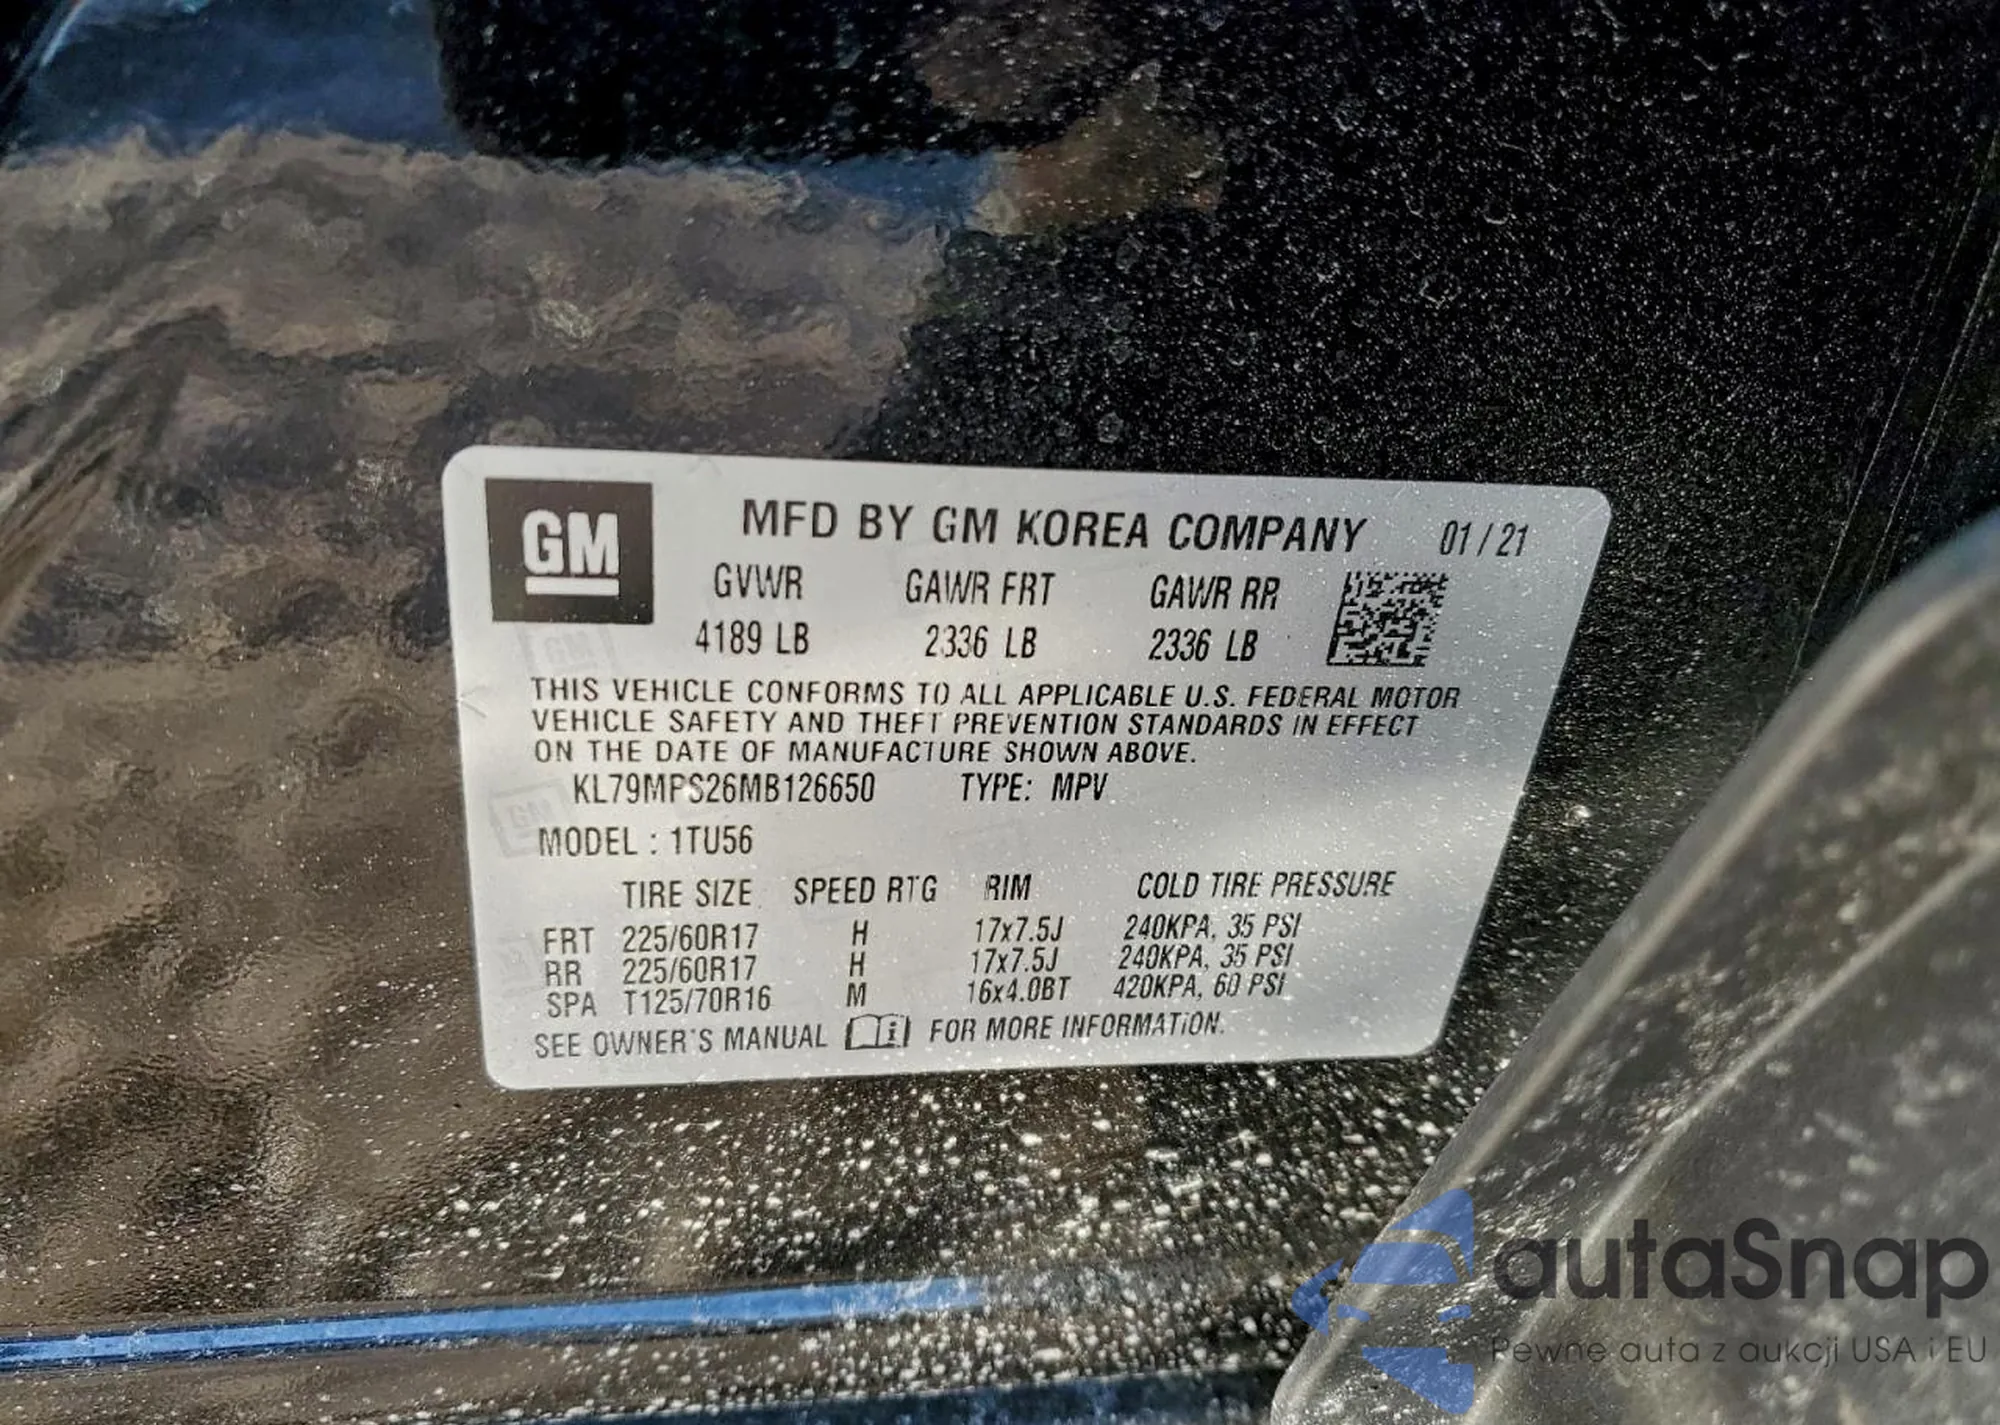 GM
MFD BY GM KOREA COMPANY 01/21
GVWR GAWR FRT GAWR RR
4189 LB 2336 LB 2336 LB
THIS VEHICLE CONFORMS TO ALL APPLICABLE U.S. FEDERAL MOTOR
VEHICLE SAFETY AND THEFT PREVENTION STANDARDS IN EFFECT
ON THE DATE OF MANUFACTURE SHOWN ABOVE.
KL79MPS26MB126650 TYPE: MPV
MODEL : 1TU56
TIRE SIZE SPEED RTG RIM COLD TIRE PRESSURE
FRT 225/60R17 H 17x7.5J 240KPA, 35 PSI
RR 225/60R17 H 17x7.5J 240KPA, 35 PSI
SPA T125/70R16 M 16x4.0BT 420KPA, 60 PSI
SEE OWNER'S MANUAL FOR MORE INFORMATION.
autaSnap
Pewne auta z aukcji USA i EU